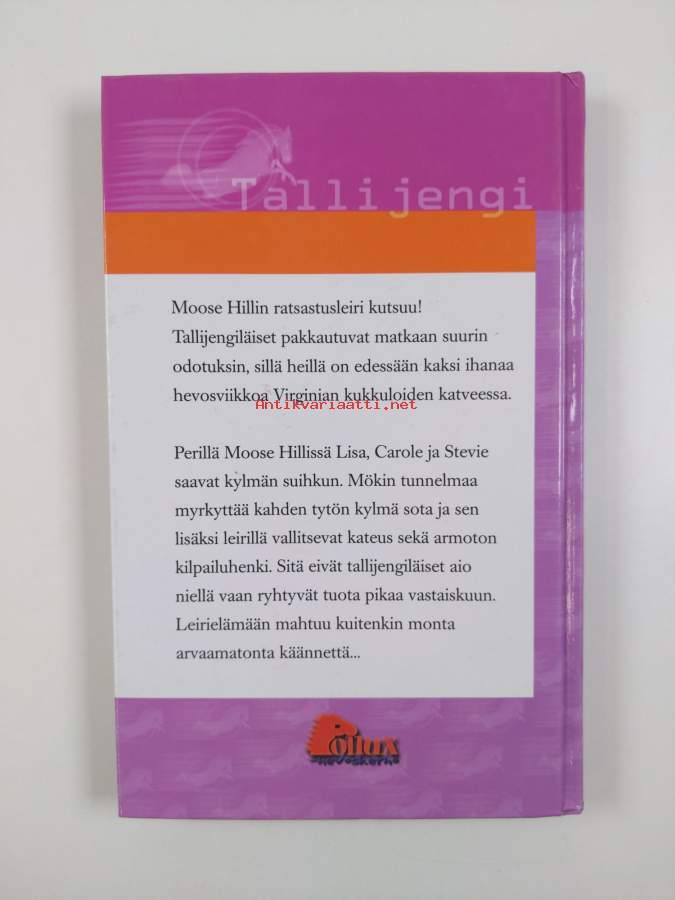 Tallijengi
Moose Hillin ratsastusleiri kutsuu!
Tallijengiläiset pakkautuvat matkaan suurin
odotuksin, sillä heillä on edessään kaksi ihanaa
hevosviikkoa Virginian kukkuloiden katveessa.
Antikvariaatti.net
Perillä Moose Hillissä Lisa, Carole ja Stevie
saavat kylmän suihkun. Mökin tunnelmaa
myrkyttää kahden tytön kylmä sota ja sen
lisäksi leirillä vallitsevat kateus sekä armoton
kilpailuhenki. Sitä eivät tallijengiläiset aio
niellä vaan ryhtyvät tuota pikaa vastaiskuun.
Leirielämään mahtuu kuitenkin monta
arvaamatonta käännettä...
Pollux
hevoskerho